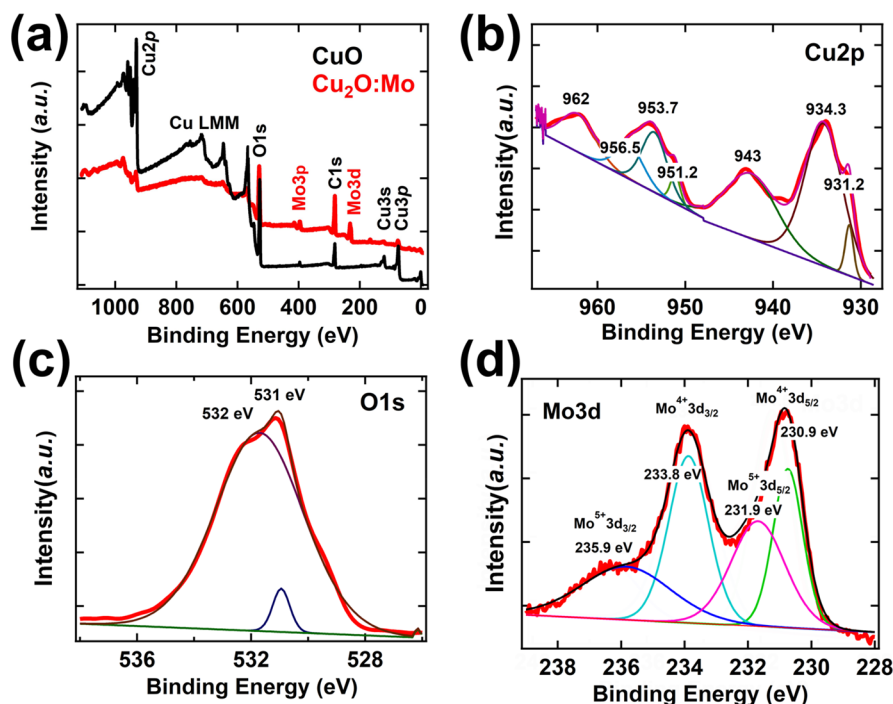 (a)
CuO
Cu₂O:Mo
Cu2p
Cu LMM
O1s
Mo3p
C1s
Mo3d
Cu3s
Cu3p
Intensity(a.u.)
1000 800 600 400 200 0
Binding Energy (eV)
(b)
Cu2p
962
956.5
953.7
951.2
943
934.3
931.2
Intensity (a.u.)
960 950 940 930
Binding Energy (eV)
(c)
O1s
531 eV
532 eV
Intensity(a.u.)
536 531 528
Binding Energy (eV)
(d)
Mo3d
Mo⁴⁺3d₃/₂
233.8 eV
Mo⁴⁺3d₅/₂
230.9 eV
Mo⁵⁺3d₅/₂
231.9 eV
Mo⁵⁺3d₃/₂
235.9 eV
Intensity(a.u.)
238 236 234 232 230 228
Binding Energy (eV)